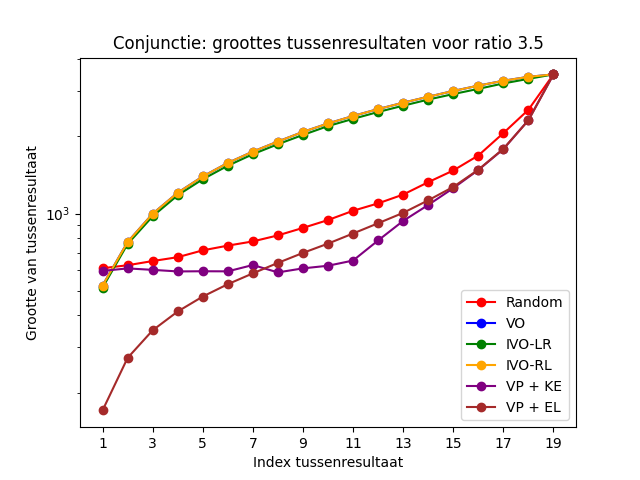 Conjunctie: groottes tussenresultaten voor ratio 3.5
Grootte van tussenresultaat
10³
Random
VO
IVO-LR
IVO-RL
VP + KE
VP + EL
1 3 5 7 9 11 13 15 17 19
Index tussenresultaat